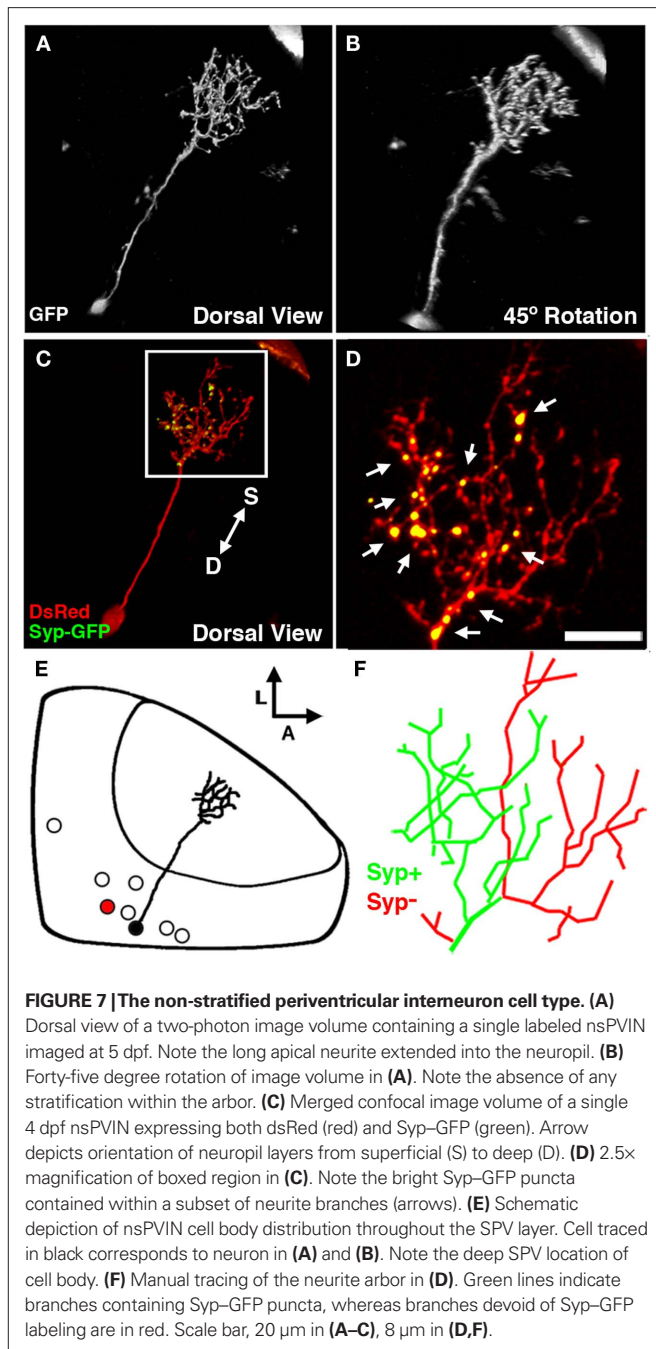 A
B
GFP
Dorsal View
45° Rotation
C
D
S
D
DsRed
Syp-GFP
Dorsal View
E
L
A
F
Syp+
Syp-
FIGURE 7 | The non-stratified periventricular interneuron cell type. (A)
Dorsal view of a two-photon image volume containing a single labeled nsPVIN
imaged at 5 dpf. Note the long apical neurite extended into the neuropil. (B)
Forty-five degree rotation of image volume in (A). Note the absence of any
stratification within the arbor. (C) Merged confocal image volume of a single
4 dpf nsPVIN expressing both dsRed (red) and Syp–GFP (green). Arrow
depicts orientation of neuropil layers from superficial (S) to deep (D). (D) 2.5×
magnification of boxed region in (C). Note the bright Syp–GFP puncta
contained within a subset of neurite branches (arrows). (E) Schematic
depiction of nsPVIN cell body distribution throughout the SPV layer. Cell traced
in black corresponds to neuron in (A) and (B). Note the deep SPV location of
cell body. (F) Manual tracing of the neurite arbor in (D). Green lines indicate
branches containing Syp–GFP puncta, whereas branches devoid of Syp–GFP
labeling are in red. Scale bar, 20 μm in (A–C), 8 μm in (D,F).